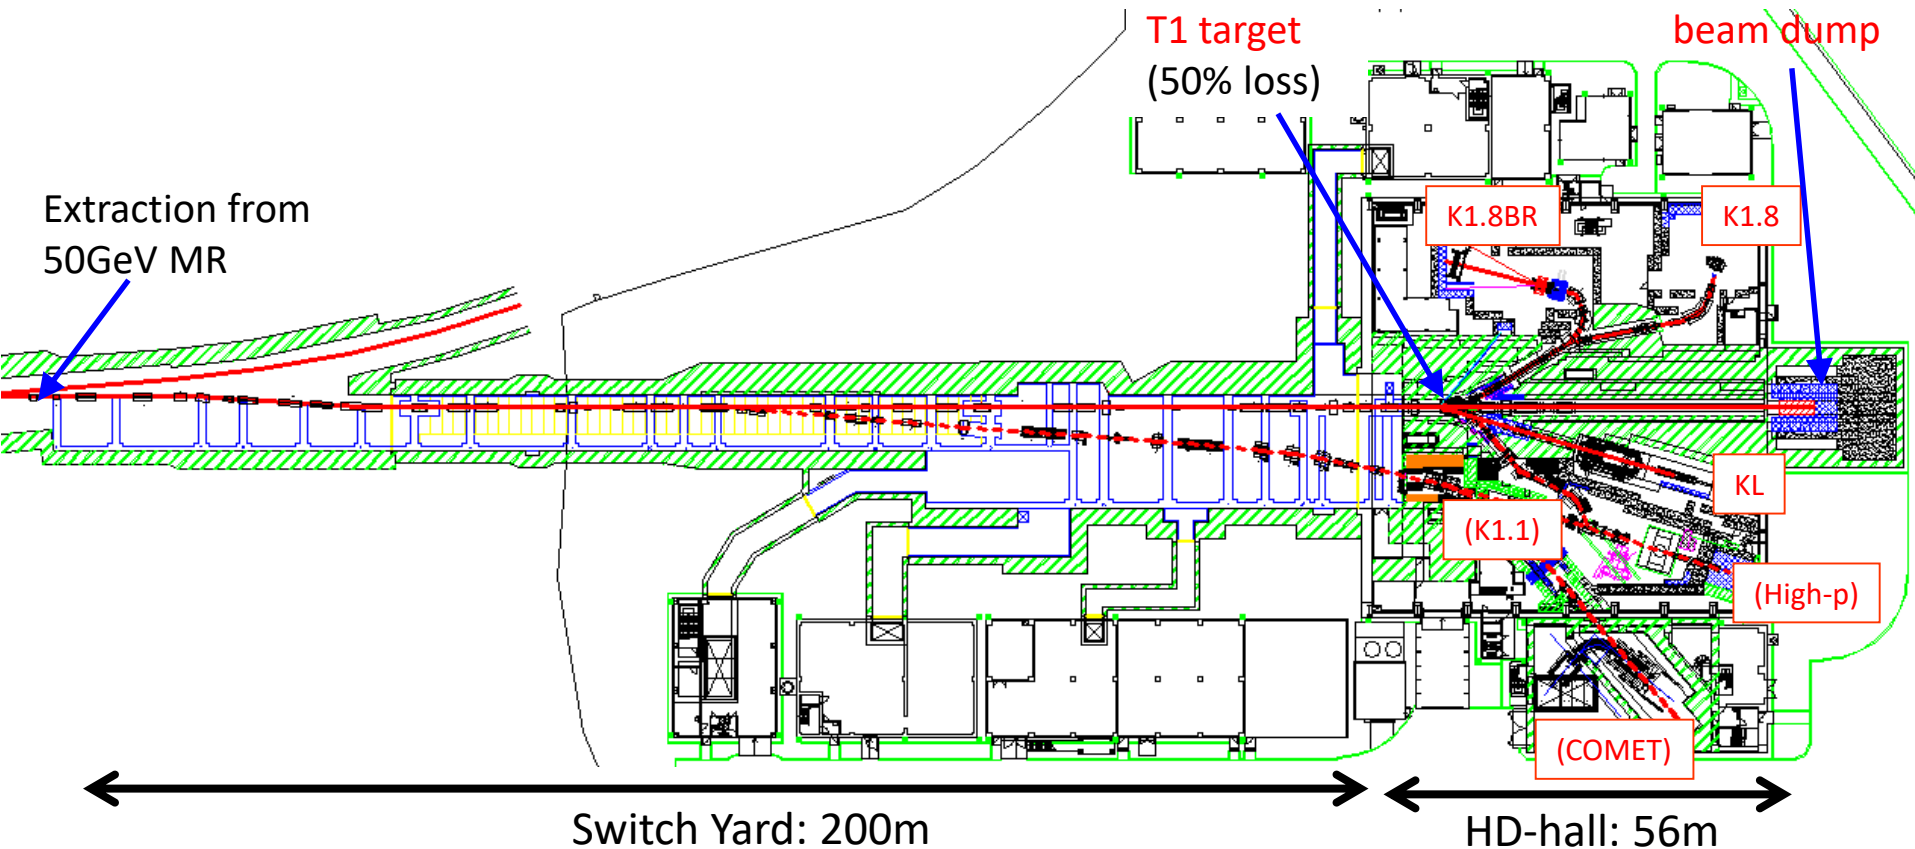 T1 target
(50% loss)
beam dump
Extraction from
50GeV MR
K1.8BR
K1.8
KL
(K1.1)
(High-p)
(COMET)
Switch Yard: 200m
HD-hall: 56m